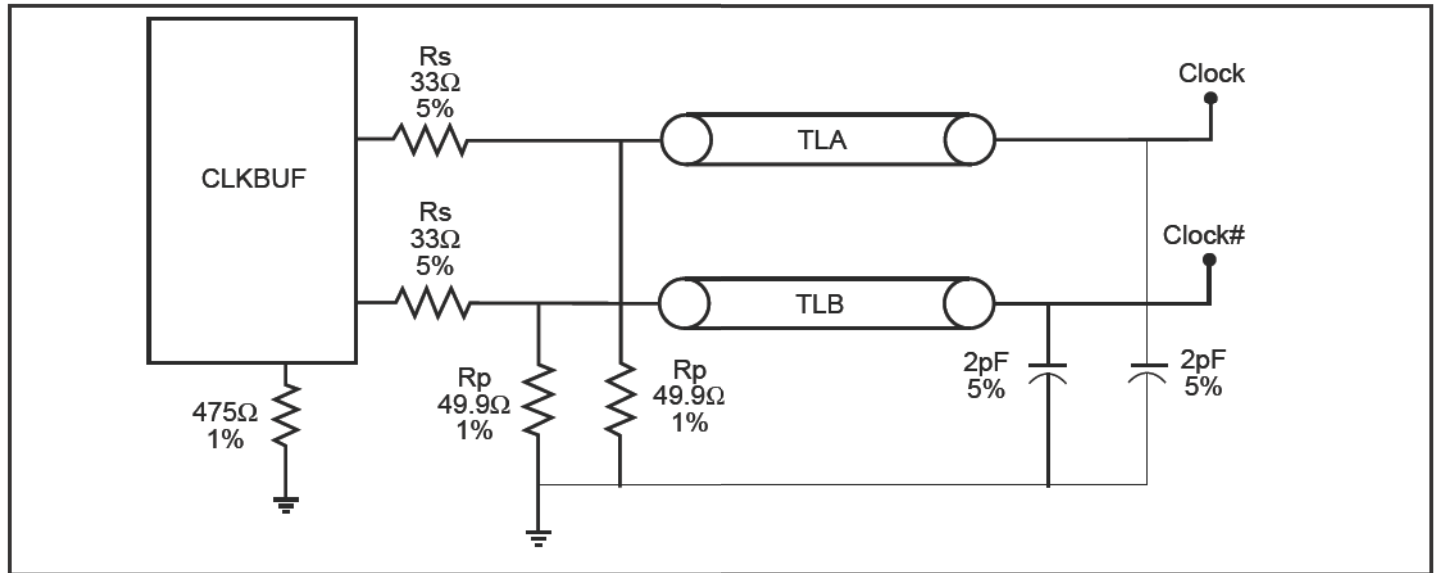 Rs
33Ω
5%
Clock
TLA
CLKBUF
Rs
33Ω
5%
Clock#
TLB
475Ω
1%
Rp
49.9Ω
1%
Rp
49.9Ω
1%
2pF
5%
2pF
5%